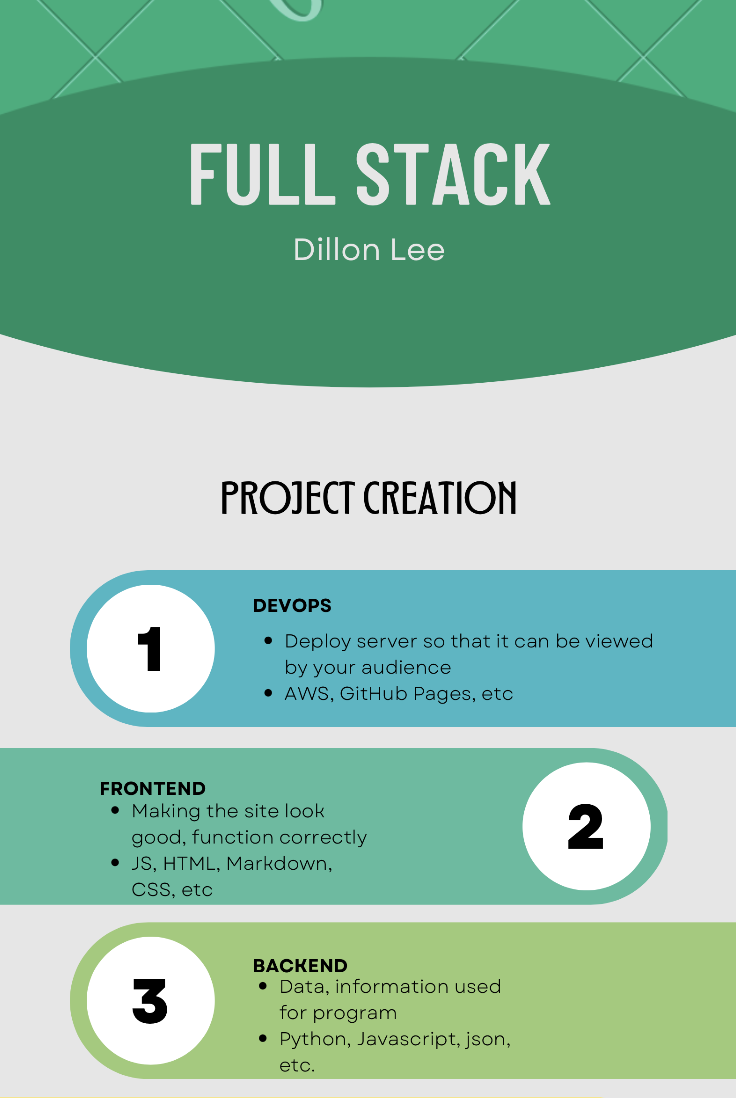 FULL STACK
Dillon Lee
PROJECT CREATION
1
DEVOPS
• Deploy server so that it can be viewed
by your audience
• AWS, GitHub Pages, etc
FRONTEND
• Making the site look
good, function correctly
• JS, HTML, Markdown,
CSS, etc
2
3
BACKEND
• Data, information used
for program
• Python, Javascript, json,
etc.